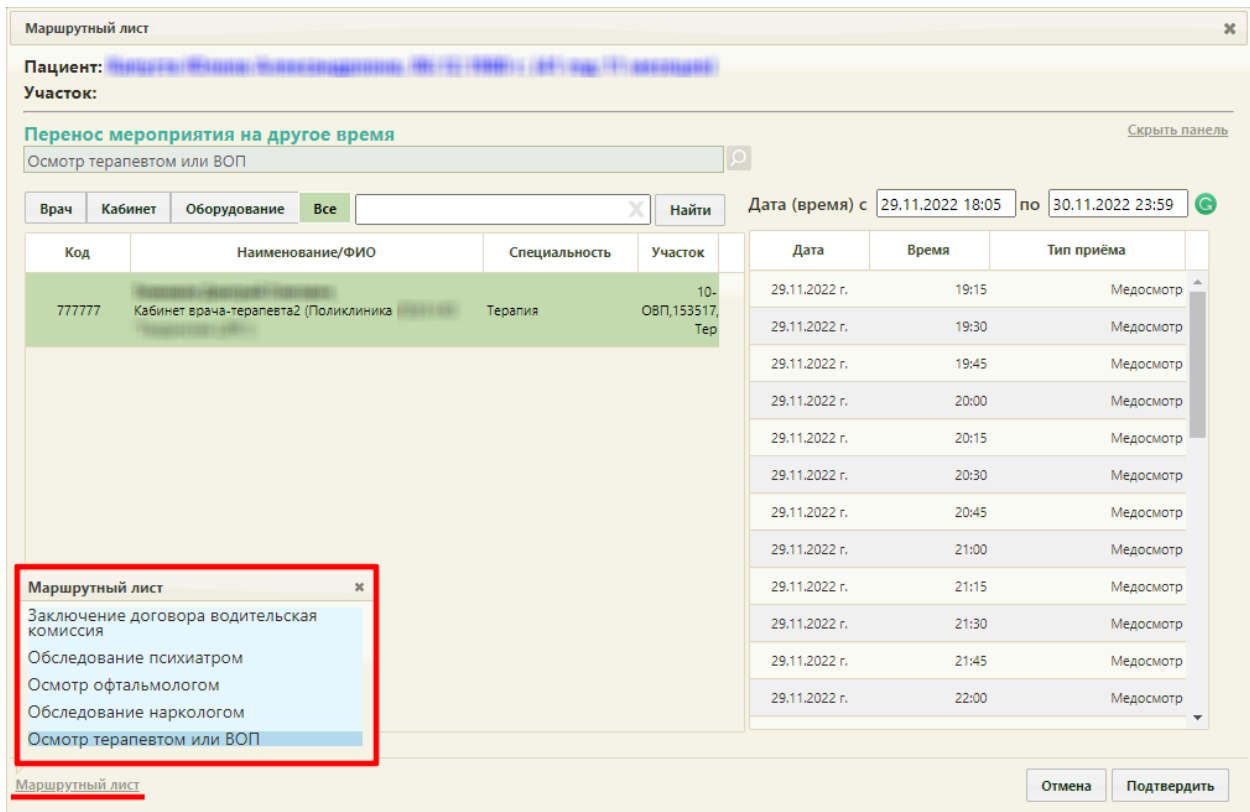 Маршрутный лист
Пациент:
Участок:
Перенос мероприятия на другое время
Скрыть панель
Осмотр терапевтом или ВОП
Врач Кабинет Оборудование Все X Найти
Дата (время) с 29.11.2022 18:05 по 30.11.2022 23:59
Код Наименование/ФИО Специальность Участок
777777 Кабинет врача-терапевта2 (Поликлиника Терапия 10-
ОВП,153517,
Тер
Дата Время Тип приёма
29.11.2022 г. 19:15 Медосмотр
29.11.2022 г. 19:30 Медосмотр
29.11.2022 г. 19:45 Медосмотр
29.11.2022 г. 20:00 Медосмотр
29.11.2022 г. 20:15 Медосмотр
29.11.2022 г. 20:30 Медосмотр
29.11.2022 г. 20:45 Медосмотр
29.11.2022 г. 21:00 Медосмотр
29.11.2022 г. 21:15 Медосмотр
29.11.2022 г. 21:30 Медосмотр
29.11.2022 г. 21:45 Медосмотр
29.11.2022 г. 22:00 Медосмотр
Маршрутный лист
Заключение договора водительская
комиссия
Обследование психиатром
Осмотр офтальмологом
Обследование наркологом
Осмотр терапевтом или ВОП
Маршрутный лист
Отмена Подтвердить